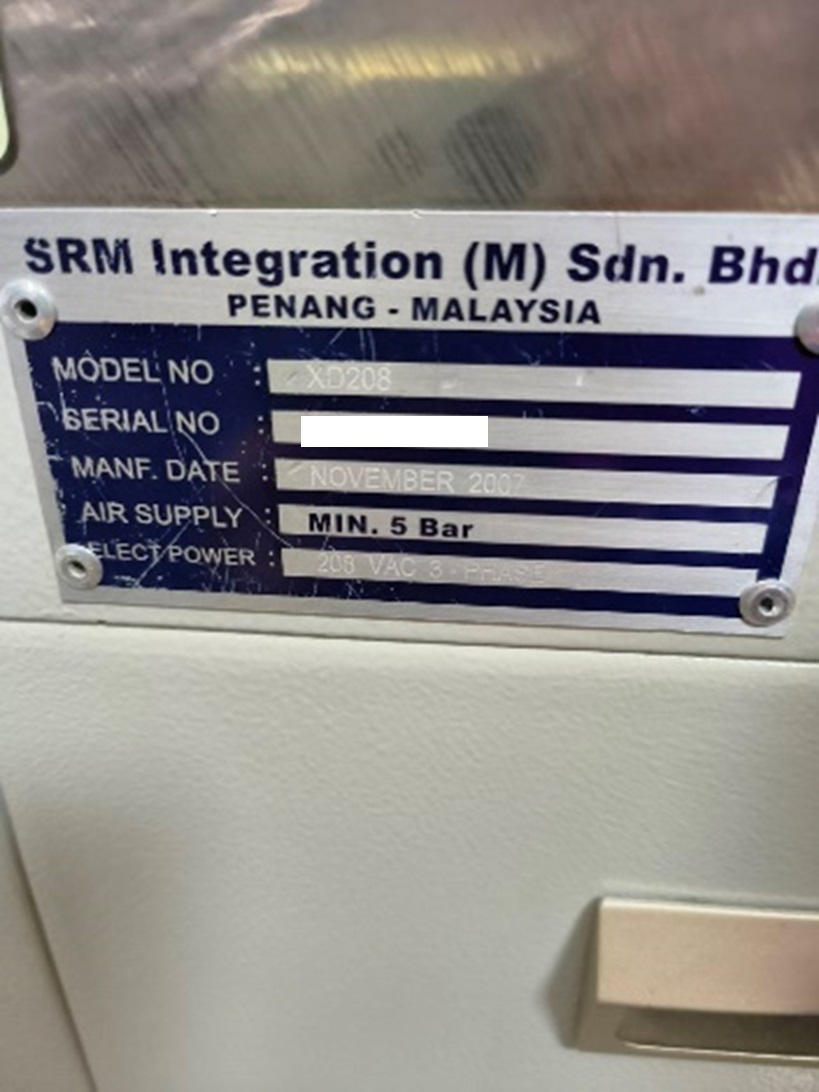 SRM Integration (M) Sdn. Bhd.
PENANG - MALAYSIA
MODEL NO : XD208
SERIAL NO :
MANF. DATE : NOVEMBER 2007
AIR SUPPLY : MIN. 5 Bar
ELECT POWER : 208 VAC 3-PHASE